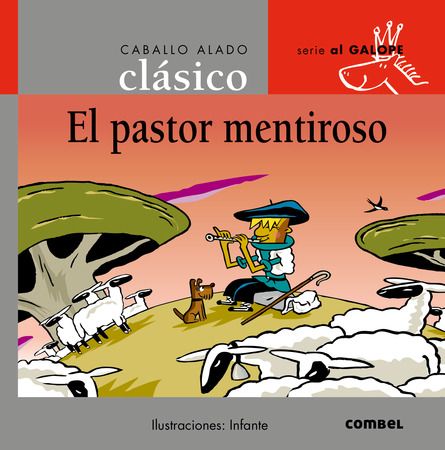 CABALLO ALADO
clásico
serie al GALOPE
El pastor mentiroso
Ilustraciones: Infante
COMBEL